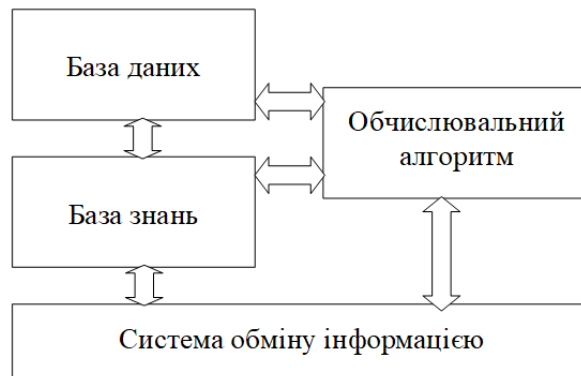 База даних
Обчислювальний
алгоритм
База знань
Система обміну інформацією